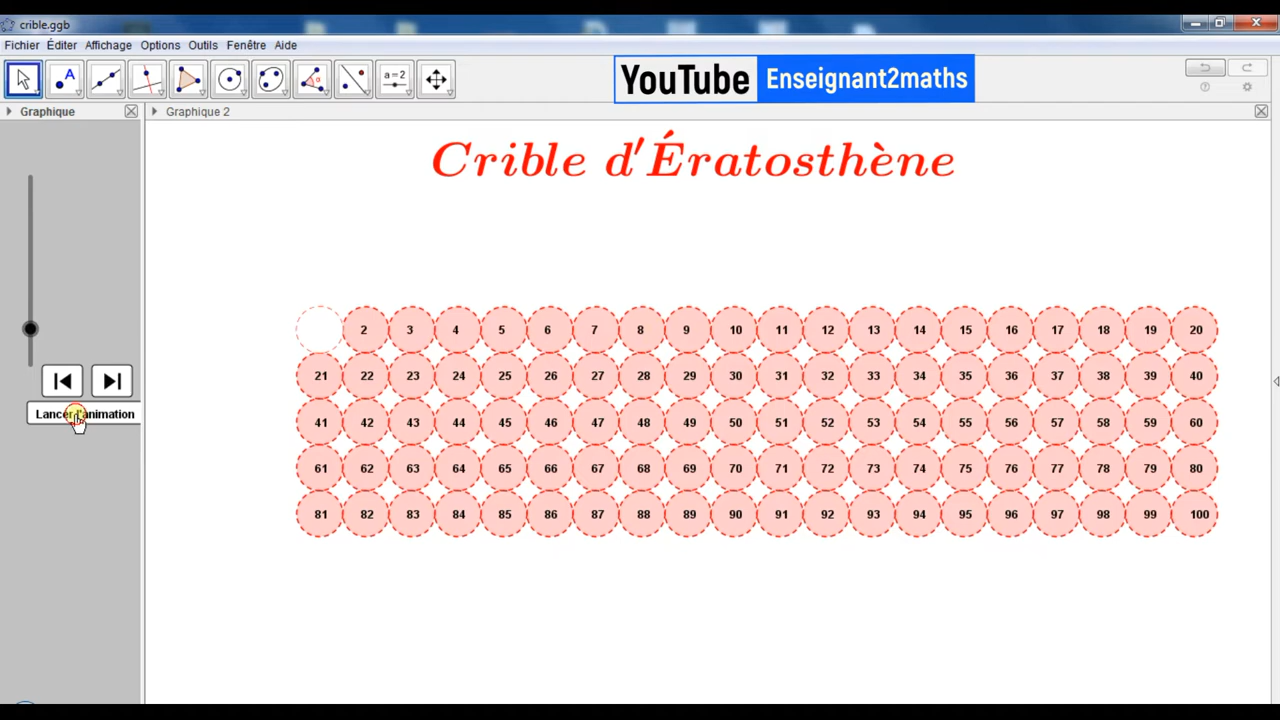 crible.ggb
Fichier Éditer Affichage Options Outils Fenêtre Aide
A
a=2
YouTube Enseignant2maths
Graphique
Graphique 2
Crible d'Ératosthène
2 3 4 5 6 7 8 9 10 11 12 13 14 15 16 17 18 19 20
21 22 23 24 25 26 27 28 29 30 31 32 33 34 35 36 37 38 39 40
Lancer l'animation
41 42 43 44 45 46 47 48 49 50 51 52 53 54 55 56 57 58 59 60
61 62 63 64 65 66 67 68 69 70 71 72 73 74 75 76 77 78 79 80
81 82 83 84 85 86 87 88 89 90 91 92 93 94 95 96 97 98 99 100